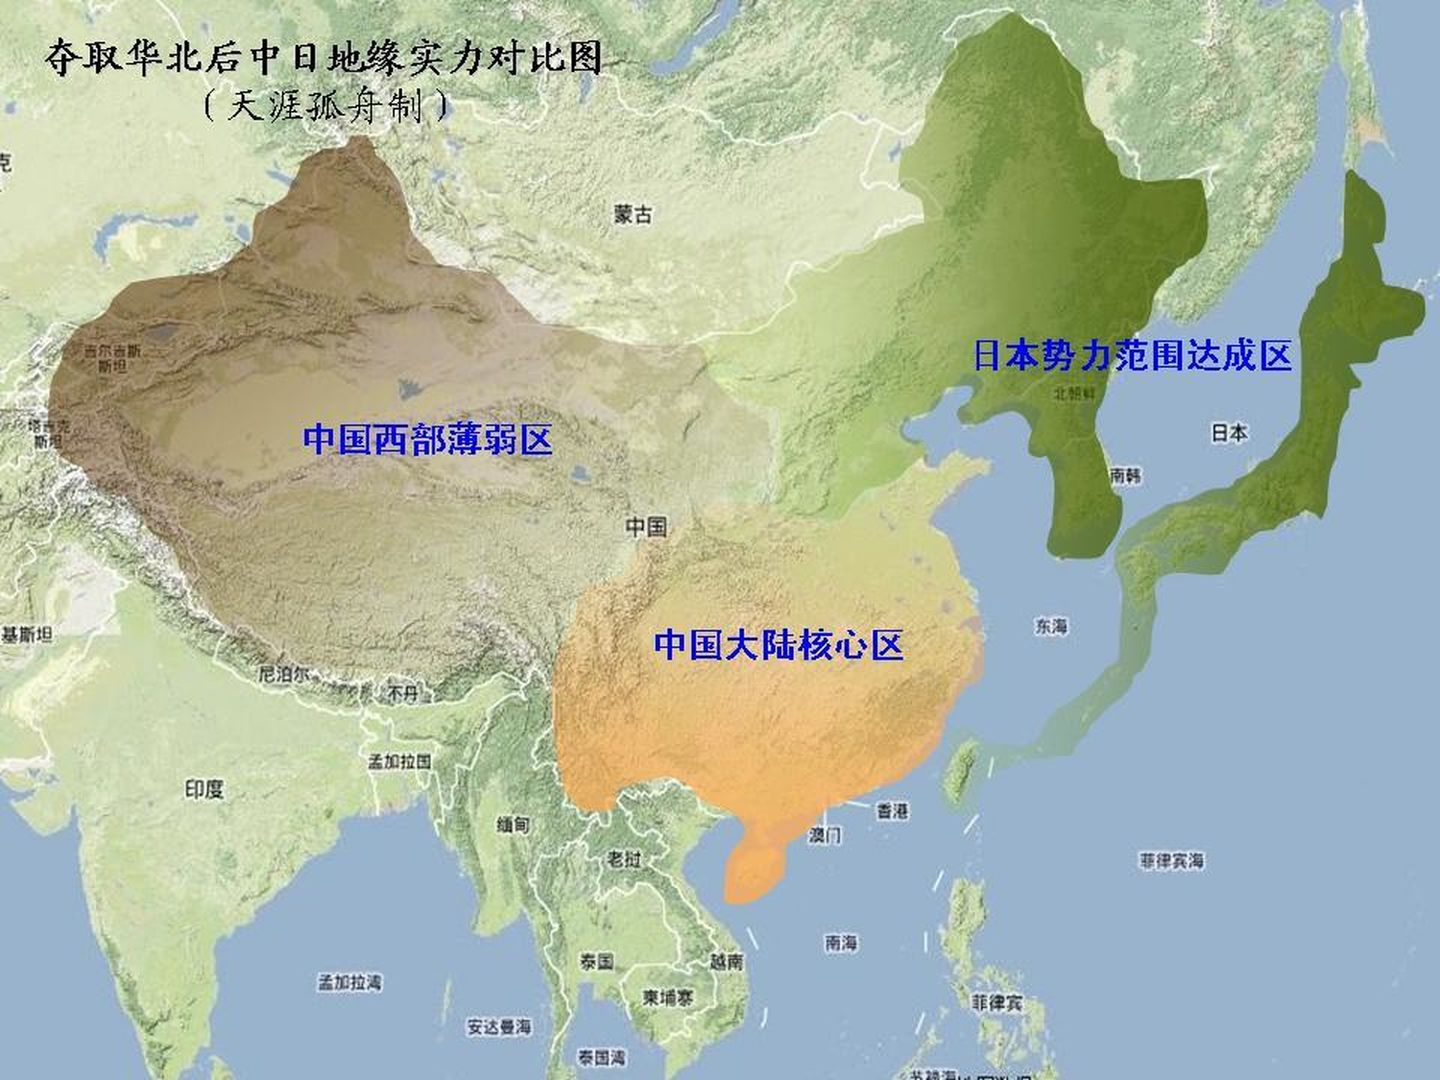 夺取华北后中日地缘实力对比图
（天涯孤舟制）
克
蒙古
吉尔吉斯
斯坦
日本势力范围达成区
北朝鲜
塔吉克
斯坦
中国西部薄弱区
日本
南韩
中国
基斯坦
东海
中国大陆核心区
尼泊尔
不丹
孟加拉国
印度
缅甸
香港
澳门
老挝
菲律宾海
南海
泰国
越南
孟加拉湾
柬埔寨
菲律宾
安达曼海
泰国湾
苏禄海